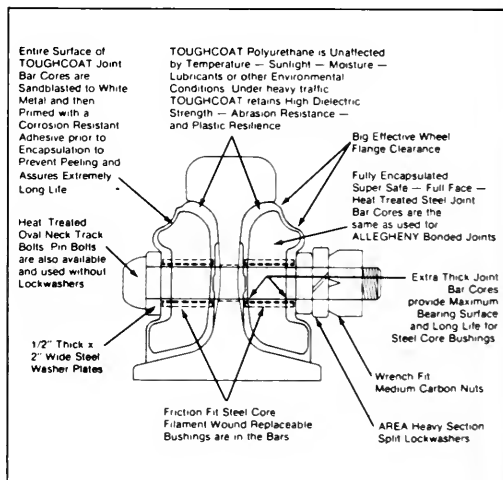 Entire Surface of
TOUGHCOAT Joint
Bar Cores are
Sandblasted to White
Metal and then
Primed with a
Corrosion Resistant
Adhesive prior to
Encapsulation to
Prevent Peeling and
Assures Extremely
Long Life
TOUGHCOAT Polyurethane is Unaffected
by Temperature — Sunlight — Moisture —
Lubricants or other Environmental
Conditions. Under heavy traffic
TOUGHCOAT retains High Dielectric
Strength — Abrasion Resistance —
and Plastic Resilience
Big Effective Wheel
Flange Clearance
Fully Encapsulated
Super Safe — Full Face —
Heat Treated Steel Joint
Bar Cores are the
same as used for
ALLEGHENY Bonded Joints
Heat Treated
Oval Neck Track
Bolts. Pin Bolts
are also available
and used without
Lockwashers
Extra Thick Joint
Bar Cores
provide Maximum
Bearing Surface
and Long Life for
Steel Core Bushings
1/2" Thick x
2" Wide Steel
Washer Plates
Wrench Fit
Medium Carbon Nuts
Friction Fit Steel Core
Filament Wound Replaceable
Bushings are in the Bars
AREA Heavy Section
Split Lockwashers